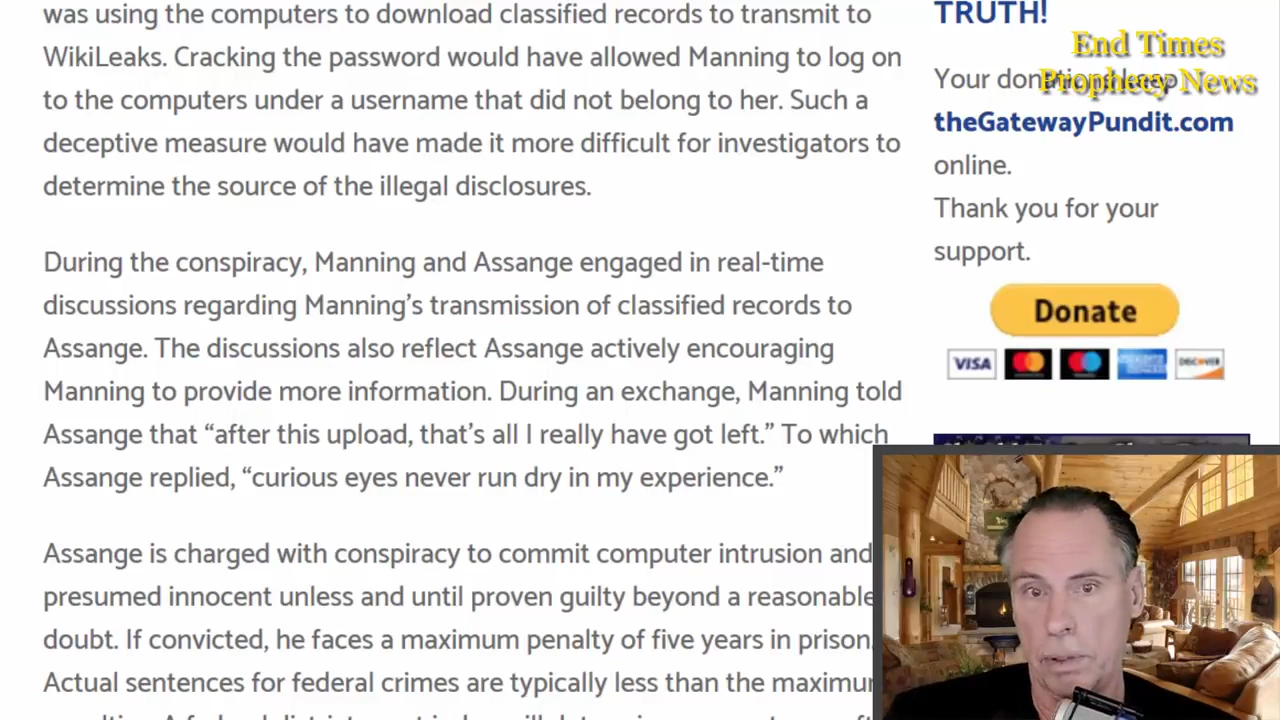 was using the computers to download classified records to transmit to
WikiLeaks. Cracking the password would have allowed Manning to log on
to the computers under a username that did not belong to her. Such a
deceptive measure would have made it more difficult for investigators to
determine the source of the illegal disclosures.
During the conspiracy, Manning and Assange engaged in real-time
discussions regarding Manning’s transmission of classified records to
Assange. The discussions also reflect Assange actively encouraging
Manning to provide more information. During an exchange, Manning told
Assange that “after this upload, that’s all I really have got left.” To which
Assange replied, “curious eyes never run dry in my experience.”
Assange is charged with conspiracy to commit computer intrusion and
presumed innocent unless and until proven guilty beyond a reasonable
doubt. If convicted, he faces a maximum penalty of five years in prison.
Actual sentences for federal crimes are typically less than the
TRUTH!
End Times
Prophecy News
Your
theGatewayPundit.com
online.
Thank you for your
support.
Donate
VISA
DISCOVER